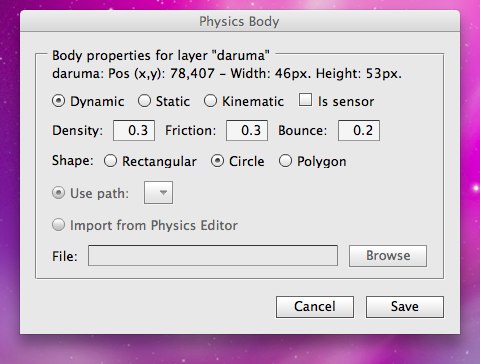 Physics Body
Body properties for layer "daruma"
daruma: Pos (x,y): 78,407 - Width: 46px. Height: 53px.
Dynamic Static Kinematic Is sensor
Density: 0.3 Friction: 0.3 Bounce: 0.2
Shape: Rectangular Circle Polygon
Use path:
Import from Physics Editor
File: Browse
Cancel Save